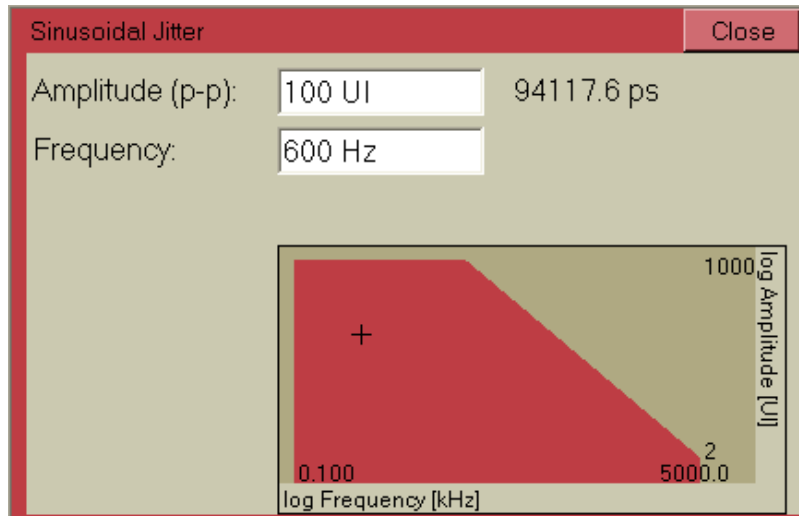 Sinusoidal Jitter Close
Amplitude (p-p): 100 UI 94117.6 ps
Frequency: 600 Hz
1000
log Amplitude [UI]
2
0.100 5000.0
log Frequency [kHz]